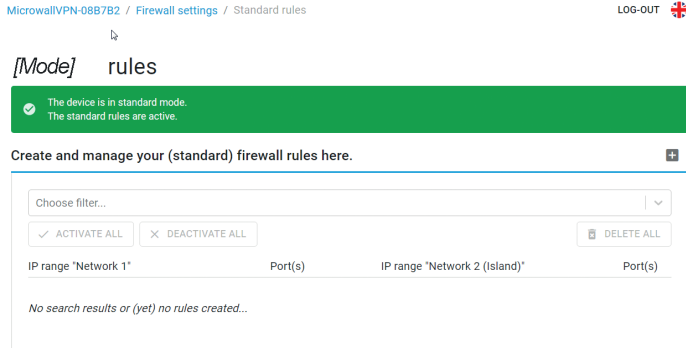 MicrowallVPN-08B7B2 / Firewall settings / Standard rules LOG-OUT
[Mode] rules
The device is in standard mode.
The standard rules are active.
Create and manage your (standard) firewall rules here.
Choose filter...
ACTIVATE ALL DEACTIVATE ALL DELETE ALL
IP range "Network 1" Port(s) IP range "Network 2 (Island)" Port(s)
No search results or (yet) no rules created...